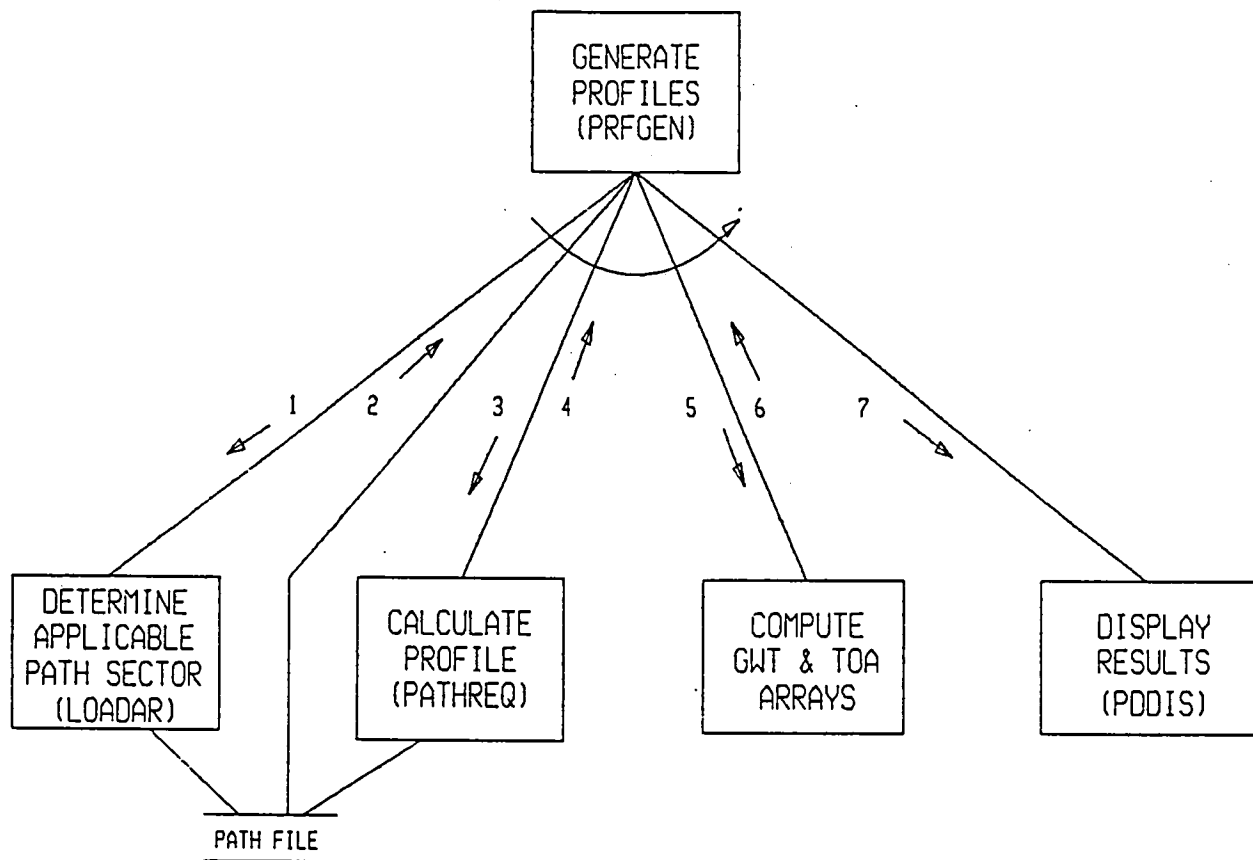 GENERATE
PROFILES
(PRFGEN)
1
2
3
4
5
6
7
DETERMINE
APPLICABLE
PATH SECTOR
(LOADAR)
CALCULATE
PROFILE
(PATHREQ)
COMPUTE
GWT & TOA
ARRAYS
DISPLAY
RESULTS
(PDDIS)
PATH FILE